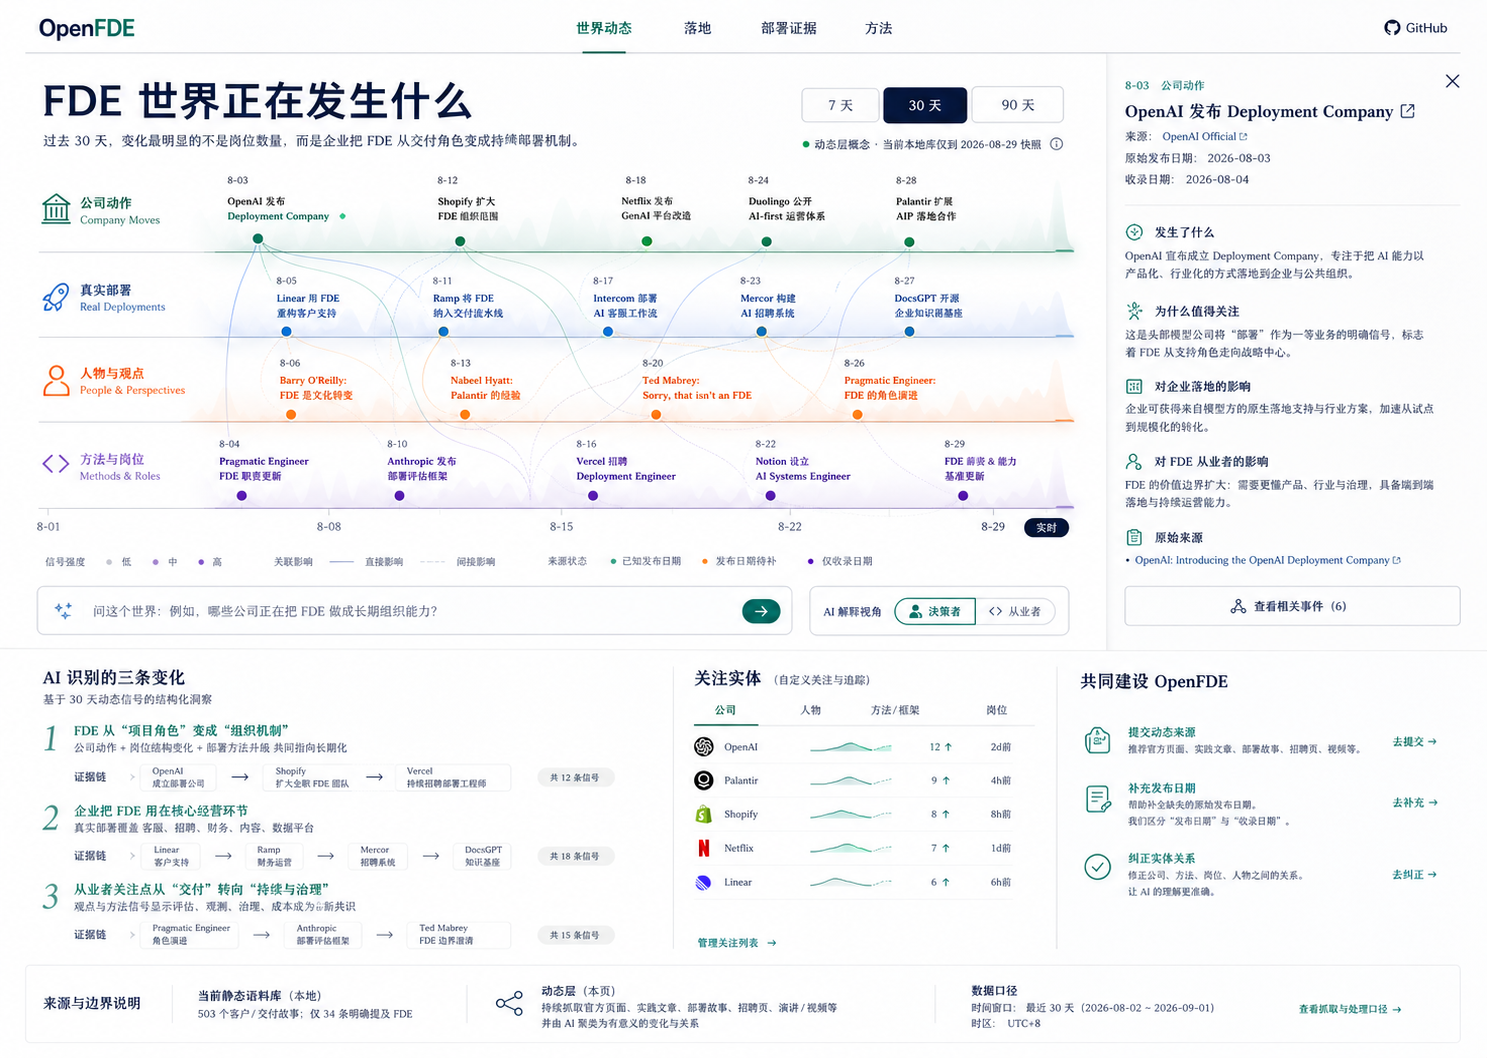 OpenFDE
世界动态
落地
部署证据
方法
GitHub
FDE 世界正在发生什么
过去 30 天，变化最明显的不是岗位数量，而是企业把 FDE 从交付角色变成持续部署机制。
7 天
30 天
90 天
动态层概念 · 当前本地库仅到 2026-08-29 快照
公司动作
Company Moves
8-03
OpenAI 发布
Deployment Company
8-12
Shopify 扩大
FDE 组织范围
8-18
Netflix 发布
GenAI 平台改造
8-24
Duolingo 公开
AI-first 运营体系
8-28
Palantir 扩展
AIP 落地合作
真实部署
Real Deployments
8-05
Linear 用 FDE
重构客户支持
8-11
Ramp 将 FDE
纳入交付流水线
8-17
Intercom 部署
AI 客服工作流
8-23
Mercor 构建
AI 招聘系统
8-27
DocsGPT 开源
企业知识图基座
人物与观点
People & Perspectives
8-06
Barry O'Reilly:
FDE 是文化转变
8-13
Nabeel Hyatt:
Palantir 的经验
8-20
Ted Mabrey:
Sorry, that isn't an FDE
8-26
Pragmatic Engineer:
FDE 的角色演进
方法与岗位
Methods & Roles
8-04
Pragmatic Engineer
FDE 职责更新
8-10
Anthropic 发布
部署评估框架
8-16
Vercel 招聘
Deployment Engineer
8-22
Notion 设立
AI Systems Engineer
8-29
FDE & 能力
基准更新
8-01
8-08
8-15
8-22
8-29
实时
信号强度
低
中
高
关联影响
直接影响
间接影响
来源状态
已知发布日期
发布日期待补
仅收录日期
问这个世界：例如，哪些公司正在把 FDE 做成长期组织能力？
AI 解释视角
决策者
从业者
8-03 公司动作
OpenAI 发布 Deployment Company
来源： OpenAI Official
原始发布日期： 2026-08-03
收录日期： 2026-08-04
发生了什么
OpenAI 宣布成立 Deployment Company，专注于把 AI 能力以
产品化、行业化的方式落地到企业与公共组织。
为什么值得关注
这是头部模型公司将“部署”作为一等业务的明确信号，标志
着 FDE 从支持角色走向战略中心。
对企业落地的影响
企业可获得来自模型方的原生落地支持与行业方案，加速从试点
到规模化的转化。
对 FDE 从业者的影响
FDE 的价值边界扩大：需要更懂产品、行业与治理，具备端到端
落地与持续运营能力。
原始来源
• OpenAI: Introducing the OpenAI Deployment Company
查看相关事件（6）
AI 识别的三条变化
基于 30 天动态信号的结构化洞察
1
FDE 从“项目角色”变成“组织机制”
公司动作 + 岗位结构变化 + 部署方法升级 共同指向长期化
证据链
OpenAI
成立部署公司
Shopify
扩大全职 FDE 团队
Vercel
持续招聘部署工程师
共 12 条信号
2
企业把 FDE 用在核心经营环节
真实部署覆盖 客服、招聘、财务、内容、数据平台
证据链
Linear
客户支持
Ramp
财务运营
Mercor
招聘系统
DocsGPT
知识基座
共 18 条信号
3
从业者关注点从“交付”转向“持续与治理”
观点与方法信号显示评估、观测、治理、成本成为新共识
证据链
Pragmatic Engineer
角色演进
Anthropic
部署评估框架
Ted Mabrey
FDE 边界澄清
共 15 条信号
关注实体 （自定义关注与追踪）
公司
人物
方法/框架
岗位
OpenAI 12 ↑ 2d前
Palantir 9 ↑ 4h前
Shopify 8 ↑ 8h前
Netflix 7 ↑ 1d前
Linear 6 ↑ 6h前
管理关注列表 →
共同建设 OpenFDE
提交动态来源
推荐官方页面、实践文章、部署故事、招聘页、视频等。
去提交 →
补充发布日期
帮助补全缺失的原始发布日期。
我们区分“发布日期”与“收录日期”。
去补充 →
纠正实体关系
修正公司、方法、岗位、人物之间的关系。
让 AI 的理解更准确。
去纠正 →
来源与边界说明
当前静态语料库（本地）
503 个客户/交付故事；仅 34 条明确提及 FDE
动态层（本页）
持续抓取官方页面、实践文章、部署故事、招聘页、演讲/视频等
并由 AI 聚类为有意义的变化与关系
数据口径
时间窗口： 最近 30 天（2026-08-02 ~ 2026-09-01）
时区： UTC+8
查看抓取与处理口径 →